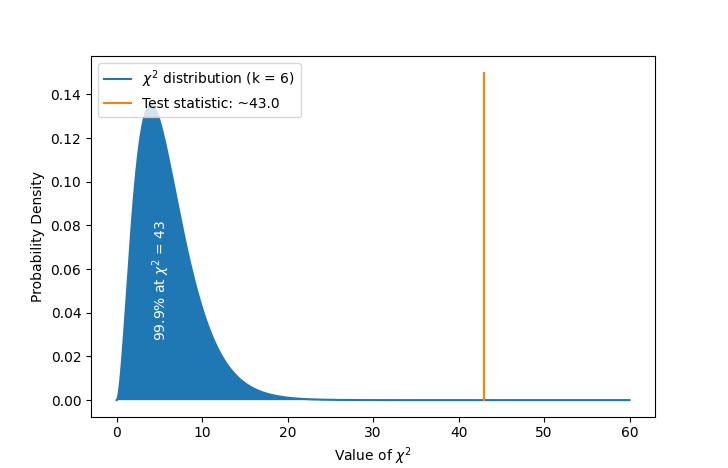 χ² distribution (k = 6)
Test statistic: ~43.0
0.14
0.12
0.10
0.08
0.06
0.04
0.02
0.00
Probability Density
99.9% at χ² = 43
0 10 20 30 40 50 60
Value of χ²